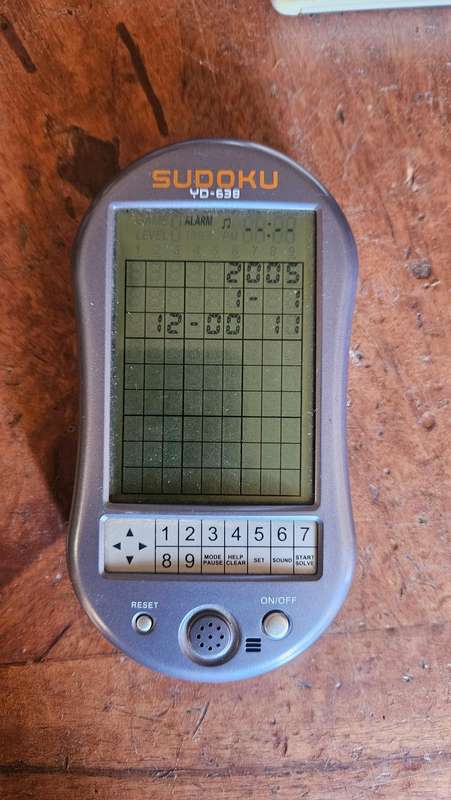 SUDOKU
YD-638
ALARM
2005
1- 1
12-00 11
1 2 3 4 5 6 7
8 9 MODE PAUSE HELP CLEAR SET SOUND START SOLVE
RESET
ON/OFF